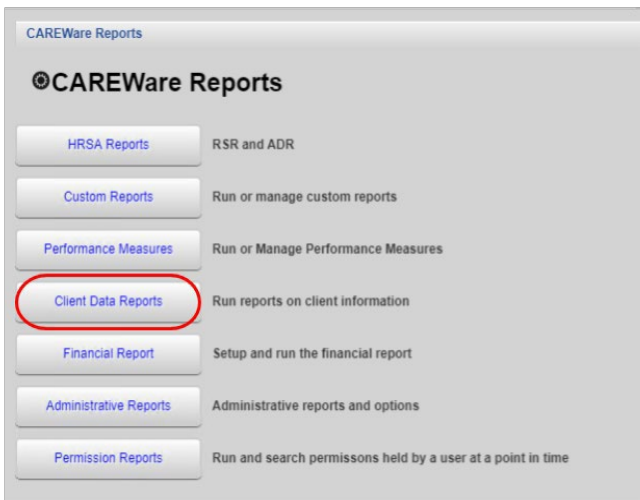 CAREWare Reports
CAREWare Reports
HRSA Reports RSR and ADR
Custom Reports Run or manage custom reports
Performance Measures Run or Manage Performance Measures
Client Data Reports Run reports on client information
Financial Report Setup and run the financial report
Administrative Reports Administrative reports and options
Permission Reports Run and search permissons held by a user at a point in time